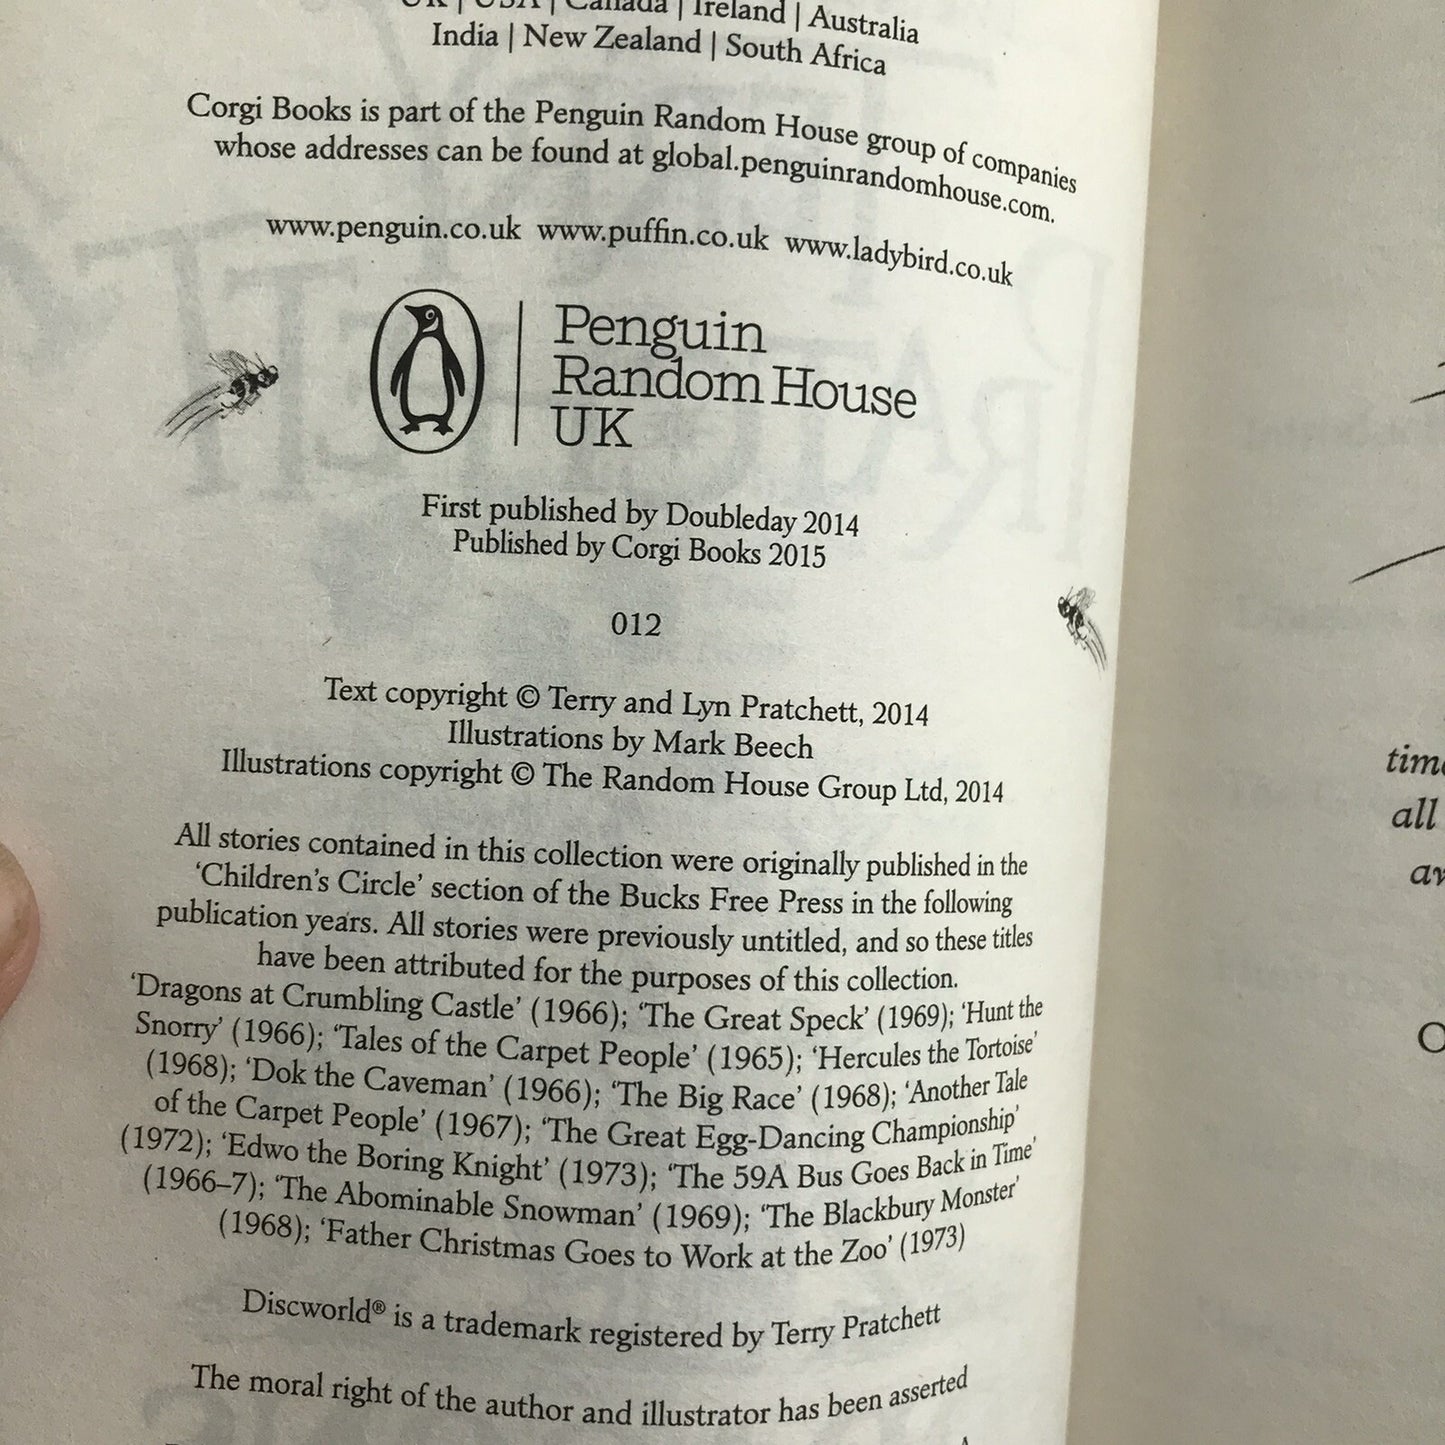 UK | USA | Canada | Ireland | Australia
India | New Zealand | South Africa
Corgi Books is part of the Penguin Random House group of companies
whose addresses can be found at global.penguinrandomhouse.com.
www.penguin.co.uk www.puffin.co.uk www.ladybird.co.uk
Penguin
Random House
UK
First published by Doubleday 2014
Published by Corgi Books 2015
012
Text copyright © Terry and Lyn Pratchett, 2014
Illustrations by Mark Beech
Illustrations copyright © The Random House Group Ltd, 2014
All stories contained in this collection were originally published in the
‘Children’s Circle’ section of the Bucks Free Press in the following
publication years. All stories were previously untitled, and so these titles
have been attributed for the purposes of this collection.
‘Dragons at Crumbling Castle’ (1966); ‘The Great Speck’ (1969); ‘Hunt the
Snorry’ (1966); ‘Tales of the Carpet People’ (1965); ‘Hercules the Tortoise’
(1968); ‘Dok the Caveman’ (1966); ‘The Big Race’ (1968); ‘Another Tale
of the Carpet People’ (1967); ‘The Great Egg-Dancing Championship’
(1972); ‘Edwo the Boring Knight’ (1973); ‘The 59A Bus Goes Back in Time’
(1966–7); ‘The Abominable Snowman’ (1969); ‘The Blackbury Monster’
(1968); ‘Father Christmas Goes to Work at the Zoo’ (1973)
Discworld® is a trademark registered by Terry Pratchett
The moral right of the author and illustrator has been asserted
all